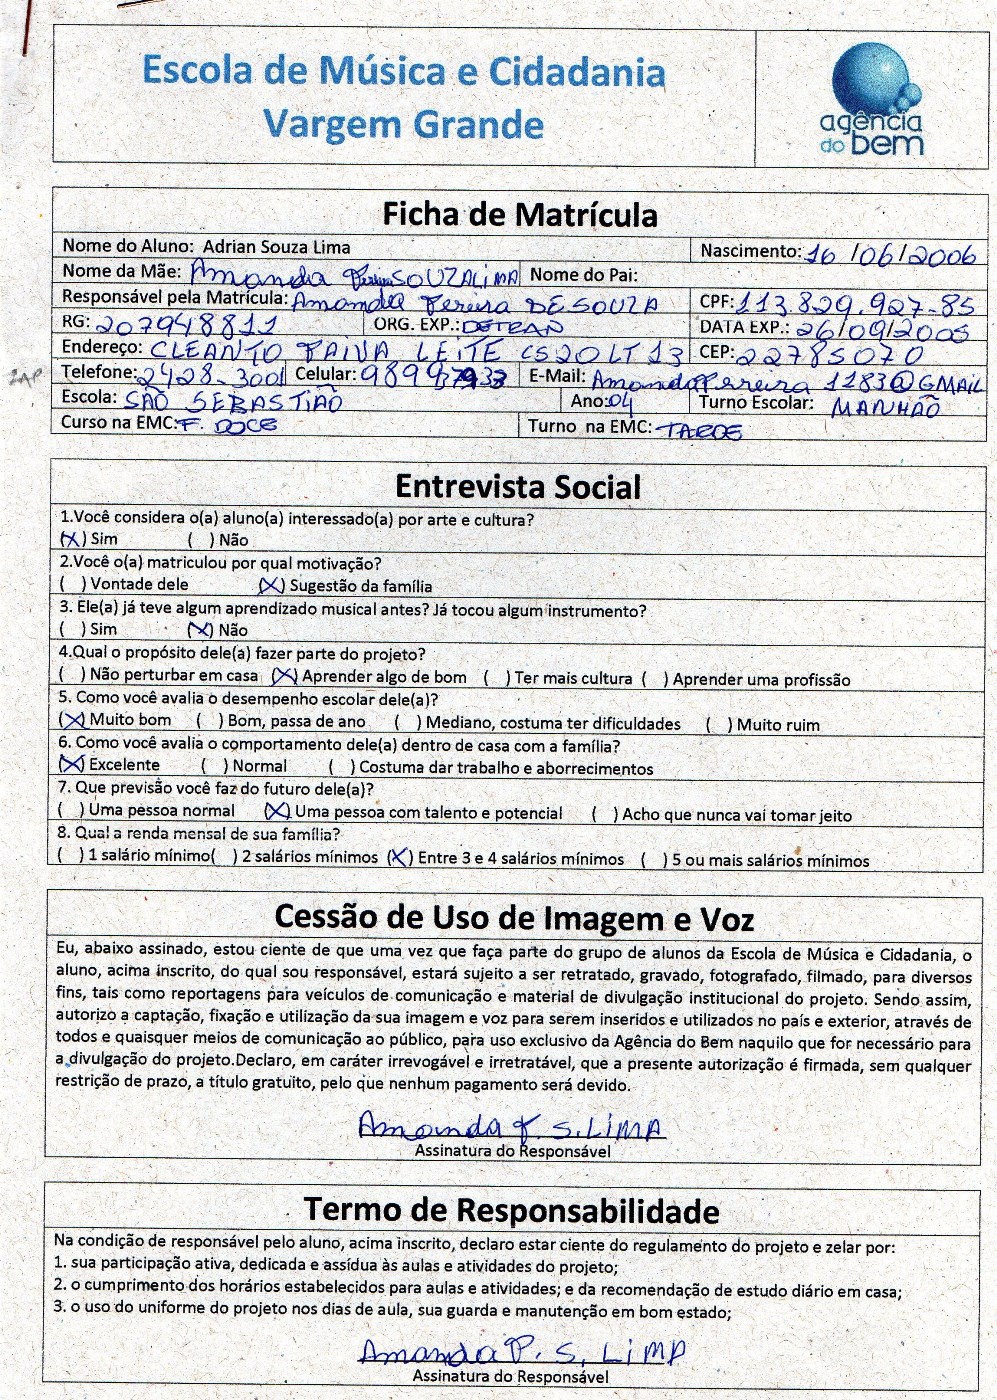 Escola de Música e Cidadania
Vargem Grande
agência
do bem
Ficha de Matrícula
Nome do Aluno: Adrian Souza Lima Nascimento: 16/06/2006
Nome da Mãe: Amanda Pereira SOUZA LIMA Nome do Pai:
Responsável pela Matrícula: Amanda Pereira DE SOUZA CPF: 113.829.927-85
RG: 207948811 ORG. EXP.: DETRAN DATA EXP.: 26/09/2005
Endereço: CLEANTO PAIVA LEITE CS20 LT 13 CEP: 22785070
ZAP Telefone: 2428-3001 Celular: E-Mail: AmandaPereira1183@GMAIL
Escola: SÃO SEBASTIÃO Ano: 04 Turno Escolar: MANHÃO
Curso na EMC: F. DOCE Turno na EMC: TARDE
Entrevista Social
1.Você considera o(a) aluno(a) interessado(a) por arte e cultura?
(X) Sim ( ) Não
2.Você o(a) matriculou por qual motivação?
( ) Vontade dele (X) Sugestão da família
3. Ele(a) já teve algum aprendizado musical antes? Já tocou algum instrumento?
( ) Sim (X) Não
4.Qual o propósito dele(a) fazer parte do projeto?
( ) Não perturbar em casa (X) Aprender algo de bom ( ) Ter mais cultura ( ) Aprender uma profissão
5. Como você avalia o desempenho escolar dele(a)?
(X) Muito bom ( ) Bom, passa de ano ( ) Mediano, costuma ter dificuldades ( ) Muito ruim
6. Como você avalia o comportamento dele(a) dentro de casa com a família?
(X) Excelente ( ) Normal ( ) Costuma dar trabalho e aborrecimentos
7. Que previsão você faz do futuro dele(a)?
( ) Uma pessoa normal (X) Uma pessoa com talento e potencial ( ) Acho que nunca vai tomar jeito
8. Qual a renda mensal de sua família?
( ) 1 salário mínimo( ) 2 salários mínimos (X) Entre 3 e 4 salários mínimos ( ) 5 ou mais salários mínimos
Cessão de Uso de Imagem e Voz
Eu, abaixo assinado, estou ciente de que uma vez que faça parte do grupo de alunos da Escola de Música e Cidadania, o
aluno, acima inscrito, do qual sou responsável, estará sujeito a ser retratado, gravado, fotografado, filmado, para diversos
fins, tais como reportagens para veículos de comunicação e material de divulgação institucional do projeto. Sendo assim,
autorizo a captação, fixação e utilização da sua imagem e voz para serem inseridos e utilizados no país e exterior, através de
todos e quaisquer meios de comunicação ao público, para uso exclusivo da Agência do Bem naquilo que for necessário para
a divulgação do projeto.Declaro, em caráter irrevogável e irretratável, que a presente autorização é firmada, sem qualquer
restrição de prazo, a título gratuito, pelo que nenhum pagamento será devido.
Amanda P. S. LiMA
Assinatura do Responsável
Termo de Responsabilidade
Na condição de responsável pelo aluno, acima inscrito, declaro estar ciente do regulamento do projeto e zelar por:
1. sua participação ativa, dedicada e assídua às aulas e atividades do projeto;
2. o cumprimento dos horários estabelecidos para aulas e atividades; e da recomendação de estudo diário em casa;
3. o uso do uniforme do projeto nos dias de aula, sua guarda e manutenção em bom estado;
Amanda P. S. LiMA
Assinatura do Responsável